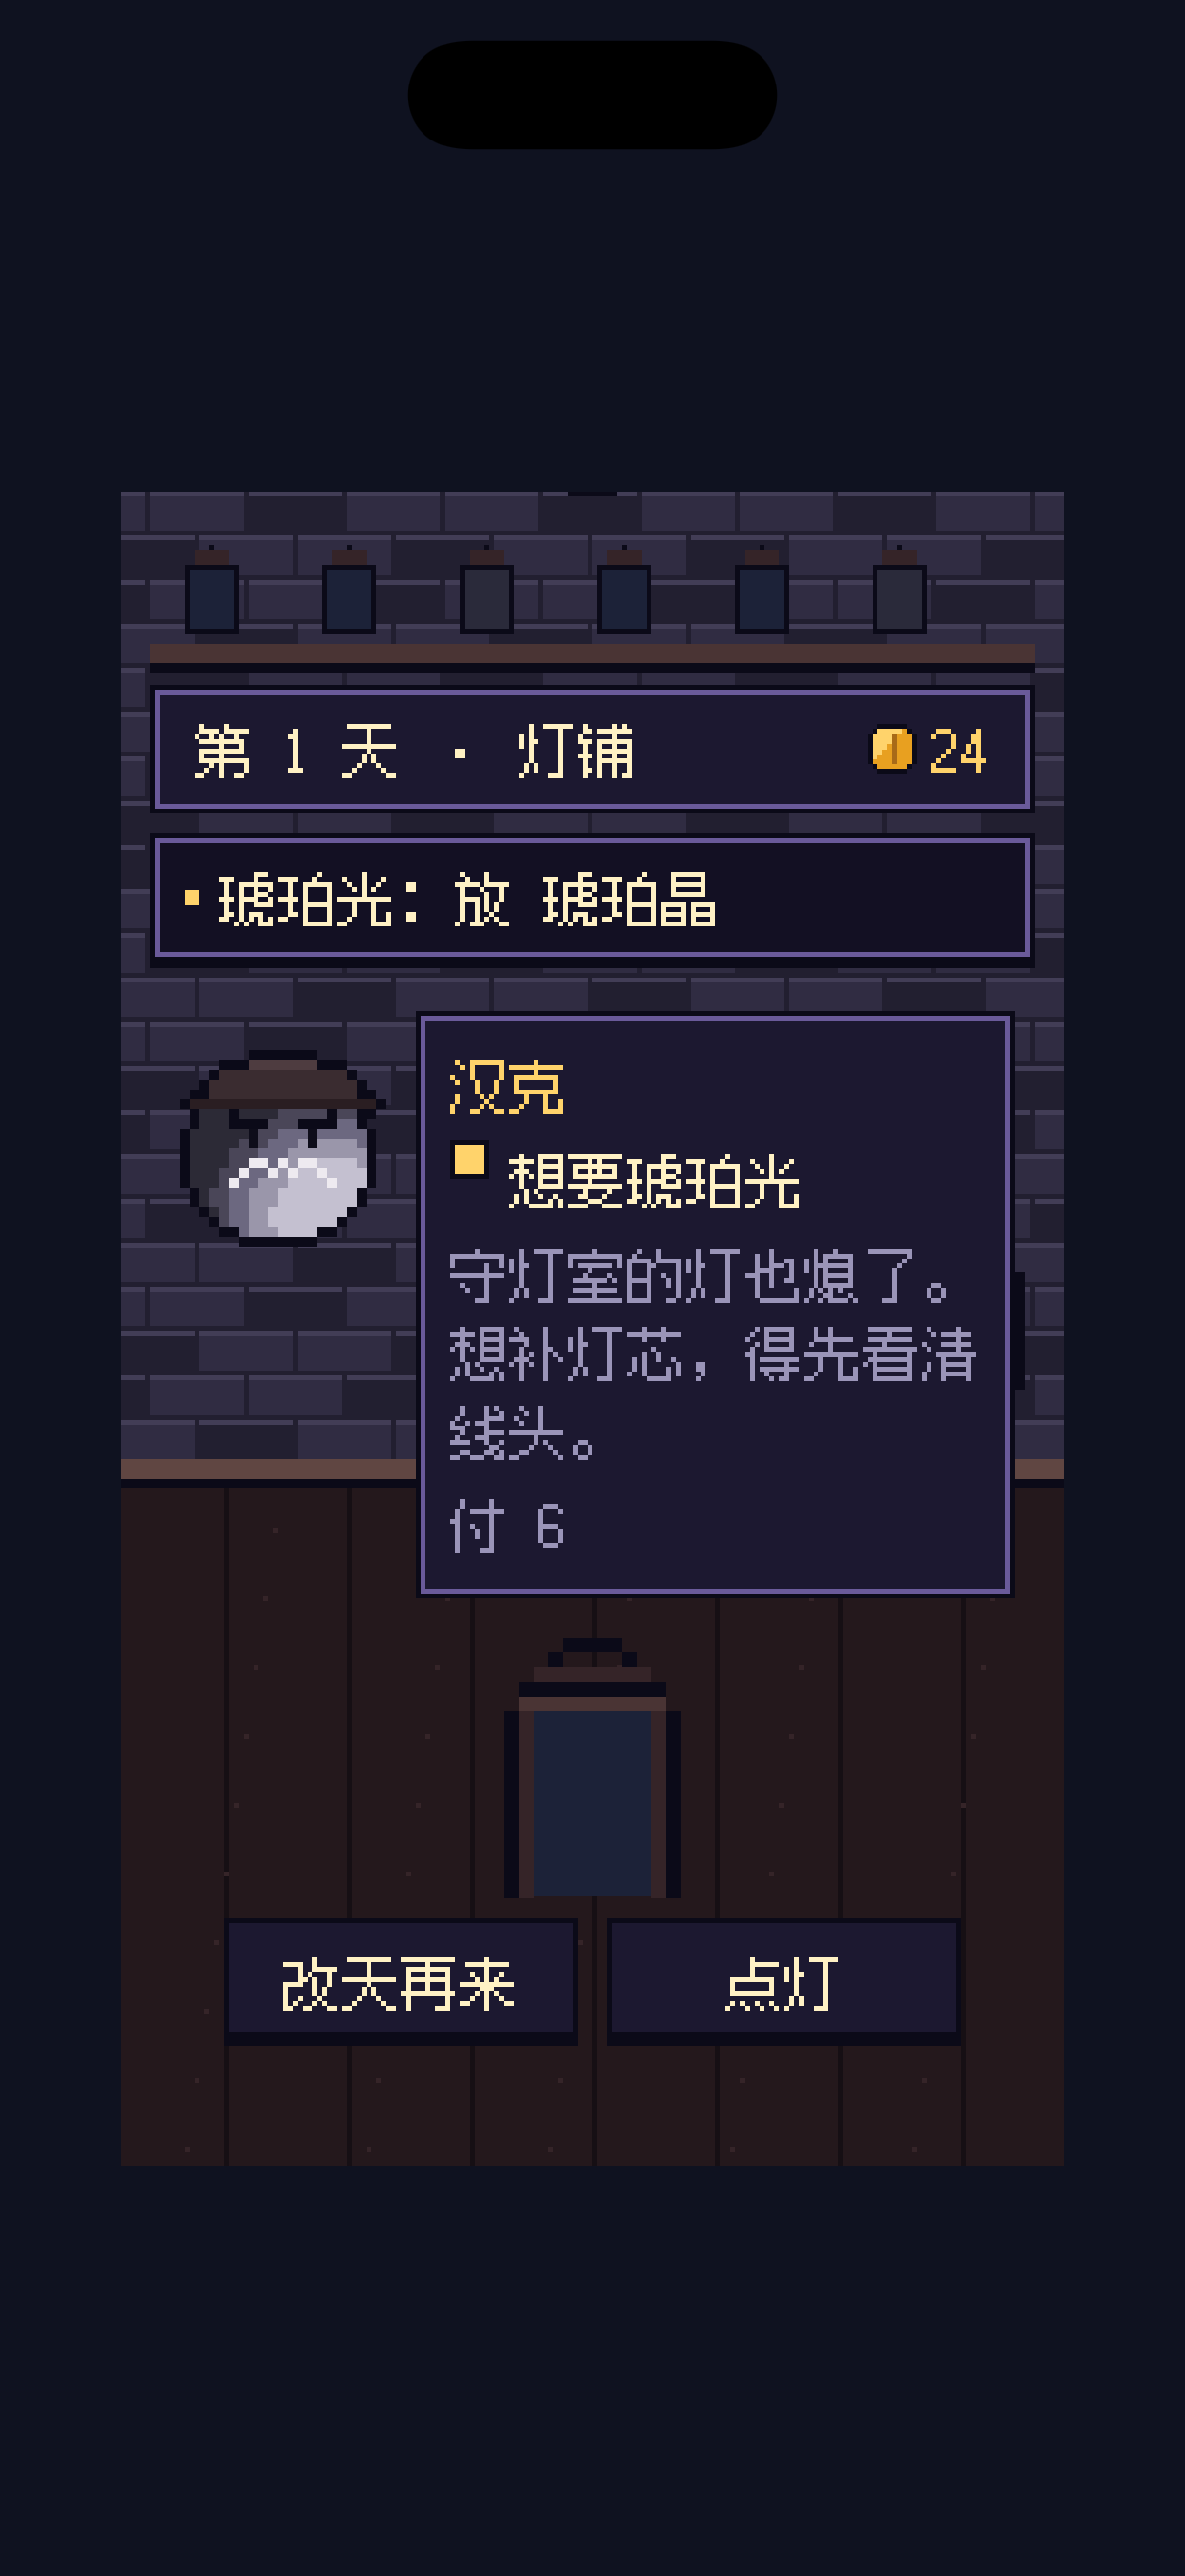 第 1 天 · 灯铺 24
琥珀光: 放 琥珀晶
汉克
想要琥珀光
守灯室的灯也熄了。
想补灯芯，得先看清
线头。
付 6
改天再来 点灯